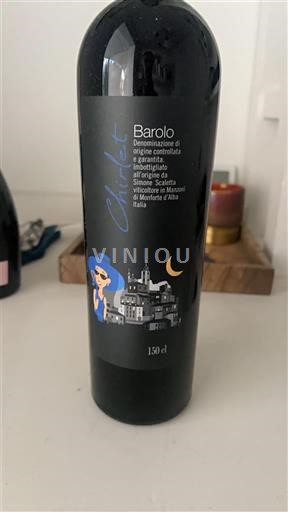 Chirlet
Barolo
Denominazione di
origine controllata
e garantita.
Imbottigliato
all'origine da
Simone Scaletta
viticoltore in Manzoni
di Monforte d'Alba
Italia
VINIOU
150 cl